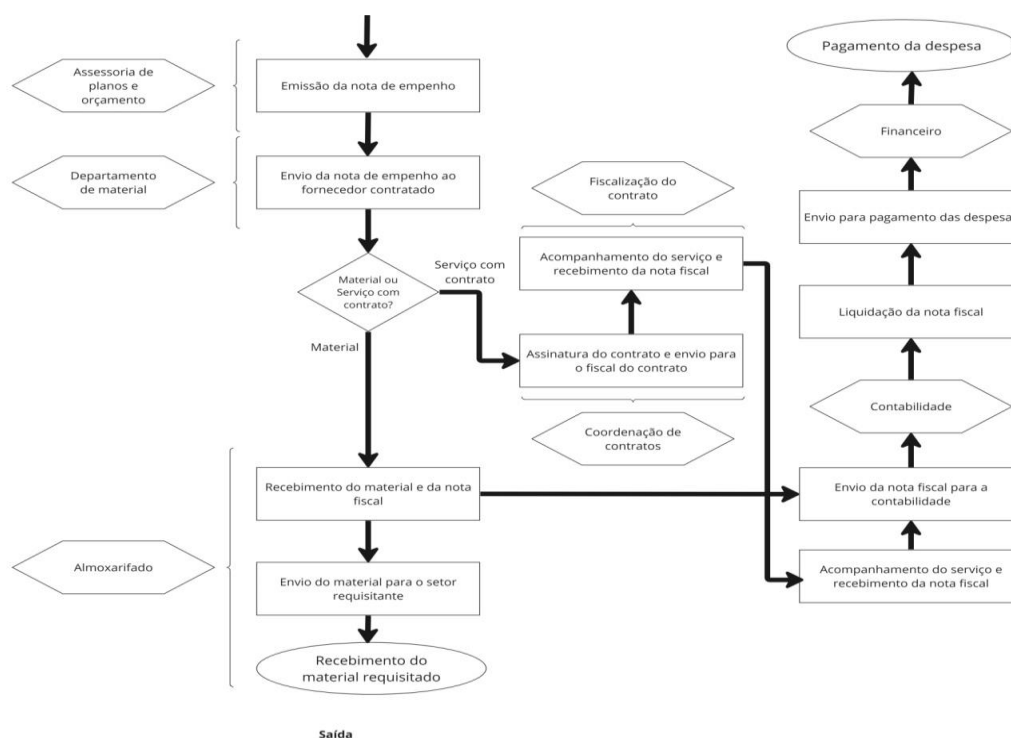 Assessoria de
planos e
orçamento
Emissão da nota de empenho
Departamento
de material
Envio da nota de empenho ao
fornecedor contratado
Material ou
Serviço com
contrato?
Serviço com
contrato
Material
Fiscalização do
contrato
Acompanhamento do serviço e
recebimento da nota fiscal
Assinatura do contrato e envio para
o fiscal do contrato
Coordenação de
contratos
Almoxarifado
Recebimento do material e da nota
fiscal
Envio do material para o setor
requisitante
Recebimento do
material requisitado
Saída
Pagamento da despesa
Financeiro
Envio para pagamento das despesa
Liquidação da nota fiscal
Contabilidade
Envio da nota fiscal para a
contabilidade
Acompanhamento do serviço e
recebimento da nota fiscal